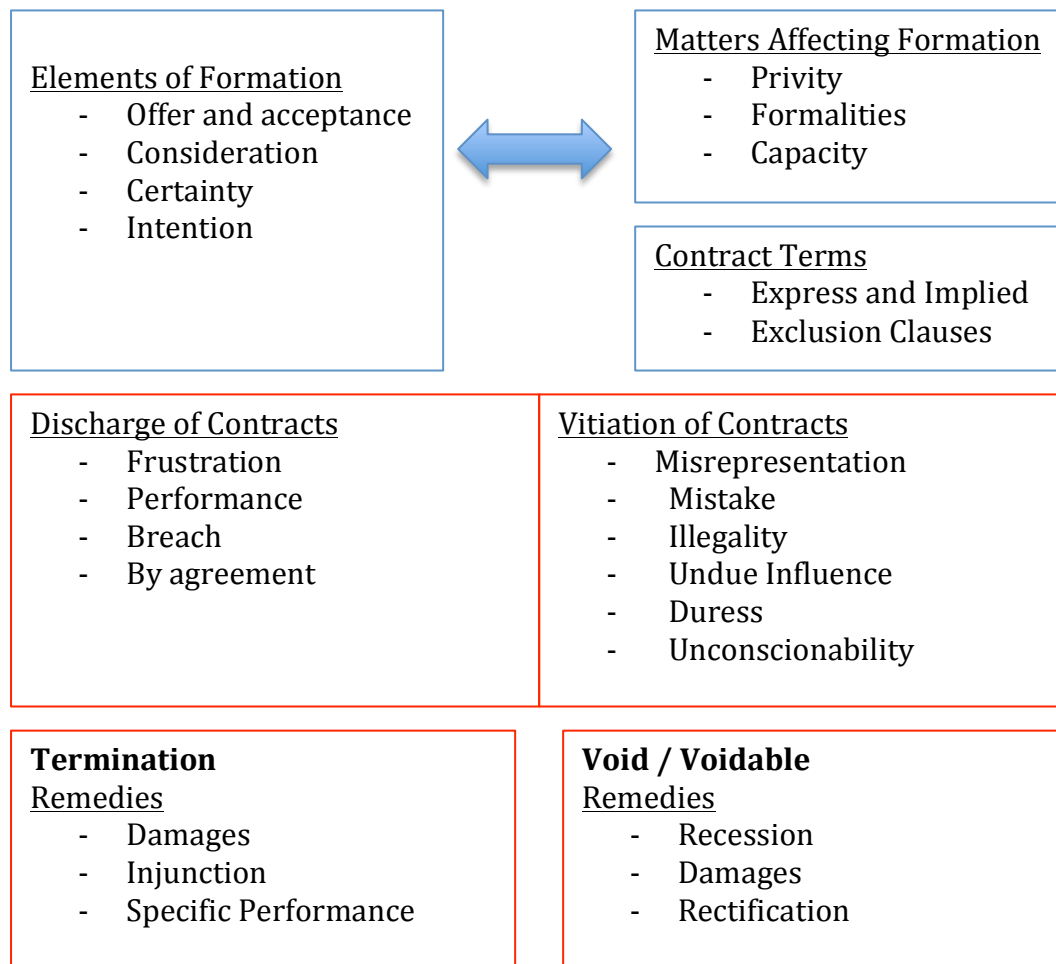 Elements of Formation
- Offer and acceptance
- Consideration
- Certainty
- Intention
Matters Affecting Formation
- Privity
- Formalities
- Capacity
Contract Terms
- Express and Implied
- Exclusion Clauses
Discharge of Contracts
- Frustration
- Performance
- Breach
- By agreement
Vitiation of Contracts
- Misrepresentation
- Mistake
- Illegality
- Undue Influence
- Duress
- Unconscionability
Termination
Remedies
- Damages
- Injunction
- Specific Performance
Void / Voidable
Remedies
- Recession
- Damages
- Rectification